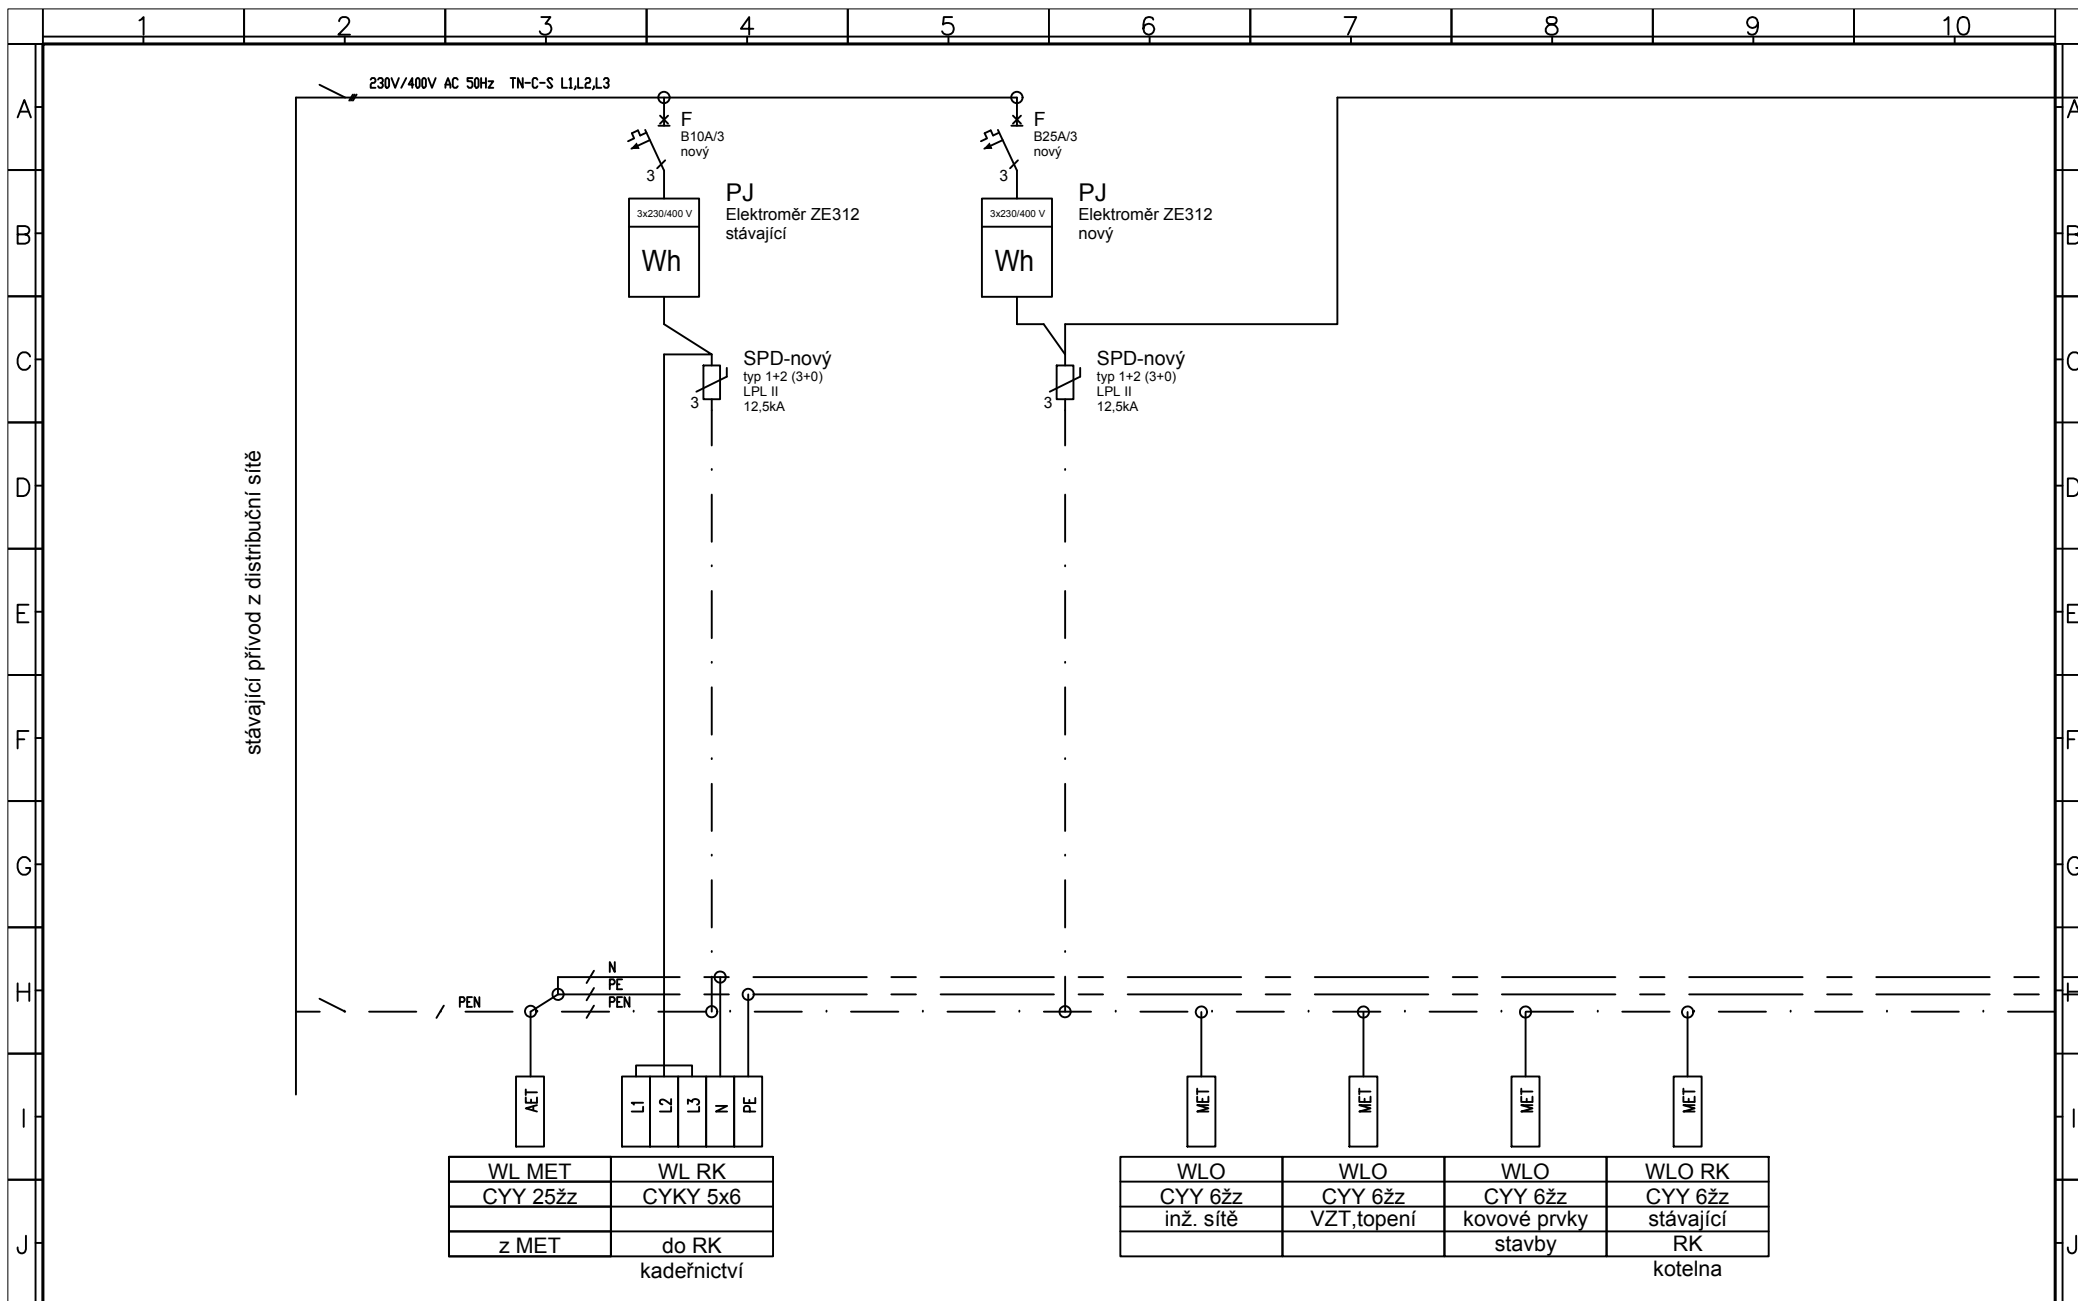 1 2 3 4 5 6 7 8 9 10
A A
230V/400V AC 50Hz TN-C-S L1,L2,L3
F
B10A/3
nový
3
F
B25A/3
nový
3
B B
3x230/400 V
Wh
PJ
Elektroměr ZE312
stávající
3x230/400 V
Wh
PJ
Elektroměr ZE312
nový
C C
SPD-nový
typ 1+2 (3+0)
LPL II
12,5kA
3
SPD-nový
typ 1+2 (3+0)
LPL II
12,5kA
3
stávající přívod z distribuční sítě
D D
E E
F F
G G
H H
N
PE
PEN
PEN
I I
AET L1 L2 L3 N PE MET MET MET MET
J J
WL MET WL RK
CYY 25žz CYKY 5x6
z MET do RK
kadeřnictví
WLO WLO WLO WLO RK
CYY 6žz CYY 6žz CYY 6žz CYY 6žz
inž. sítě VZT,topení kovové prvky stávající
stavby RK
kotelna